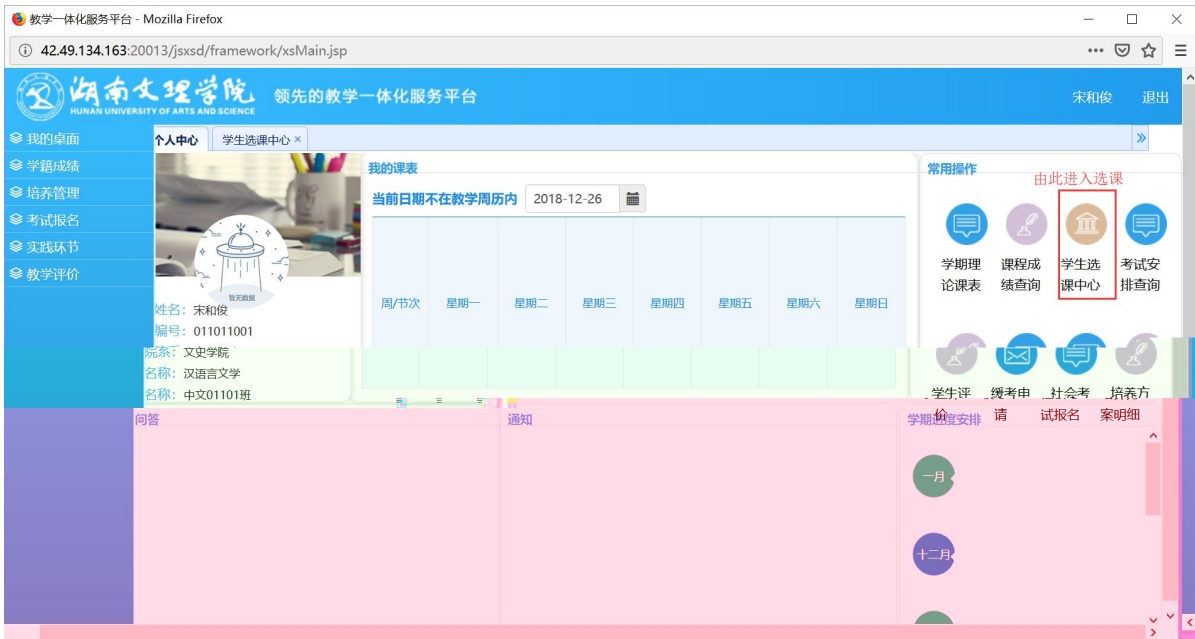 教学一体化服务平台 - Mozilla Firefox
42.49.134.163:20013/jsxsd/framework/xsMain.jsp
湖南文理学院
HUNAN UNIVERSITY OF ARTS AND SCIENCE
领先的教学一体化服务平台
宋和俊 退出
我的桌面
学籍成绩
培养管理
考试报名
实践环节
教学评价
个人中心 学生选课中心 ×
暂无数据
姓名: 宋和俊
编号: 011011001
院系: 文史学院
名称: 汉语言文学
名称: 中文01101班
我的课表
当前日期不在教学周历内 2018-12-26
周/节次 星期一 星期二 星期三 星期四 星期五 星期六 星期日
常用操作
由此进入选课
学期理论课表
课程成绩查询
学生选课中心
考试安排查询
学生评价
缓考申请
社会考试报名
培养方案明细
问答
通知
学期进度安排
一月
十二月